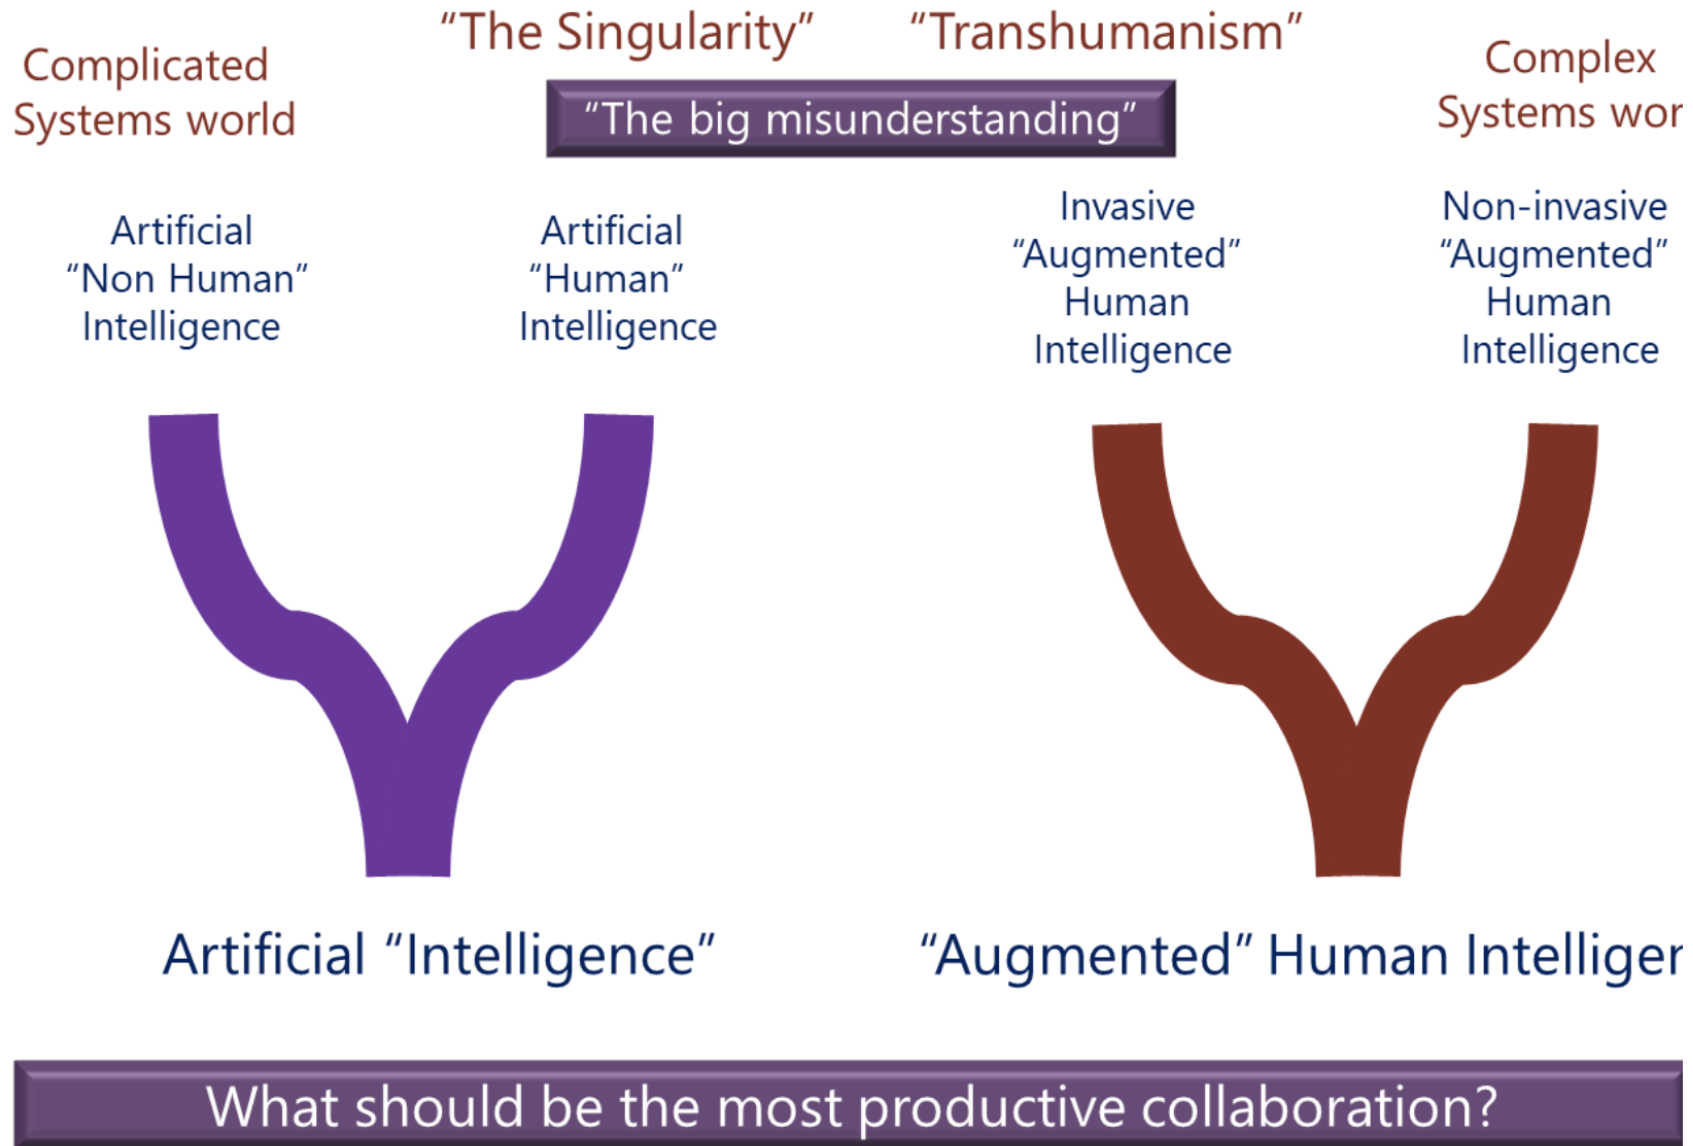 “The Singularity”
“Transhumanism”
Complicated
Systems world
Complex
Systems wor
“The big misunderstanding”
Artificial
“Non Human”
Intelligence
Artificial
“Human”
Intelligence
Invasive
“Augmented”
Human
Intelligence
Non-invasive
“Augmented”
Human
Intelligence
Artificial “Intelligence”
“Augmented” Human Intelligen
What should be the most productive collaboration?